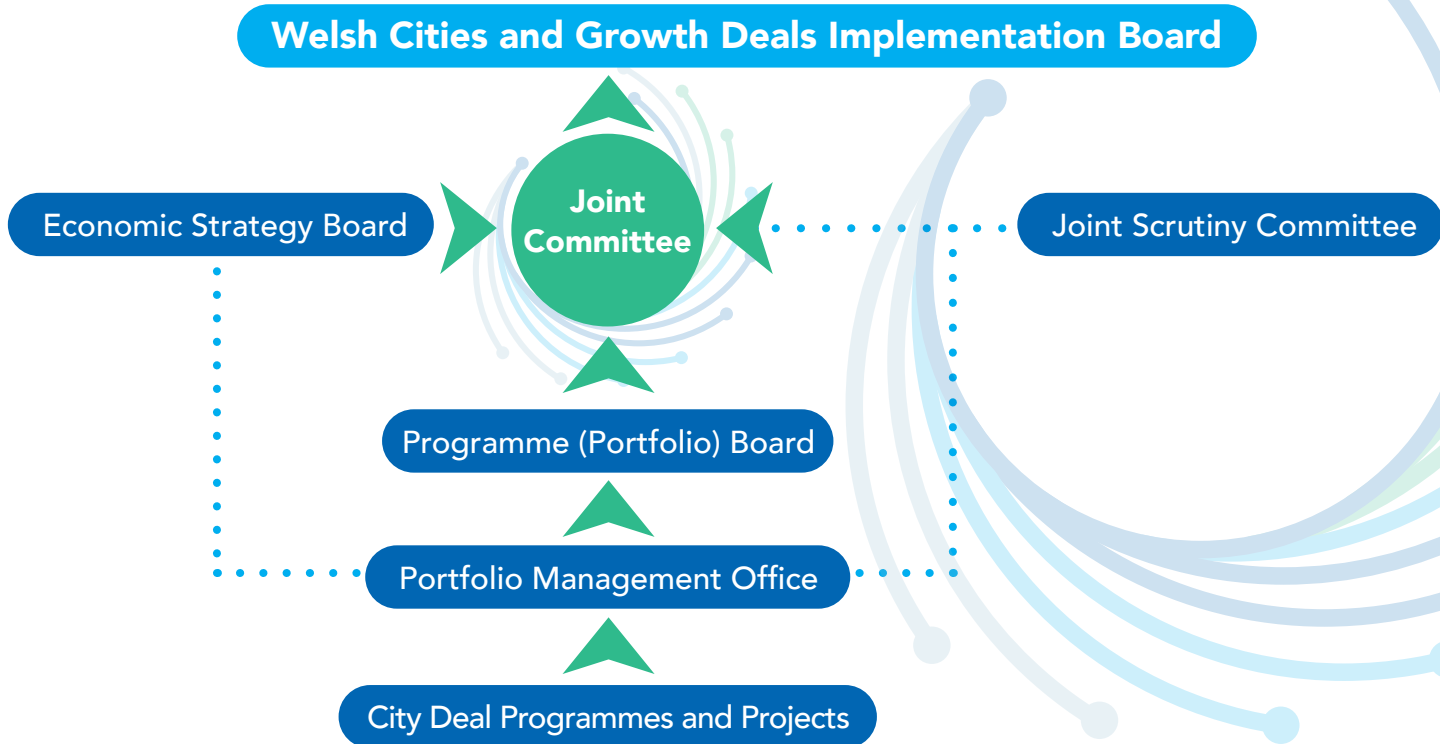 Welsh Cities and Growth Deals Implementation Board
Economic Strategy Board
Joint
Committee
Joint Scrutiny Committee
Programme (Portfolio) Board
Portfolio Management Office
City Deal Programmes and Projects